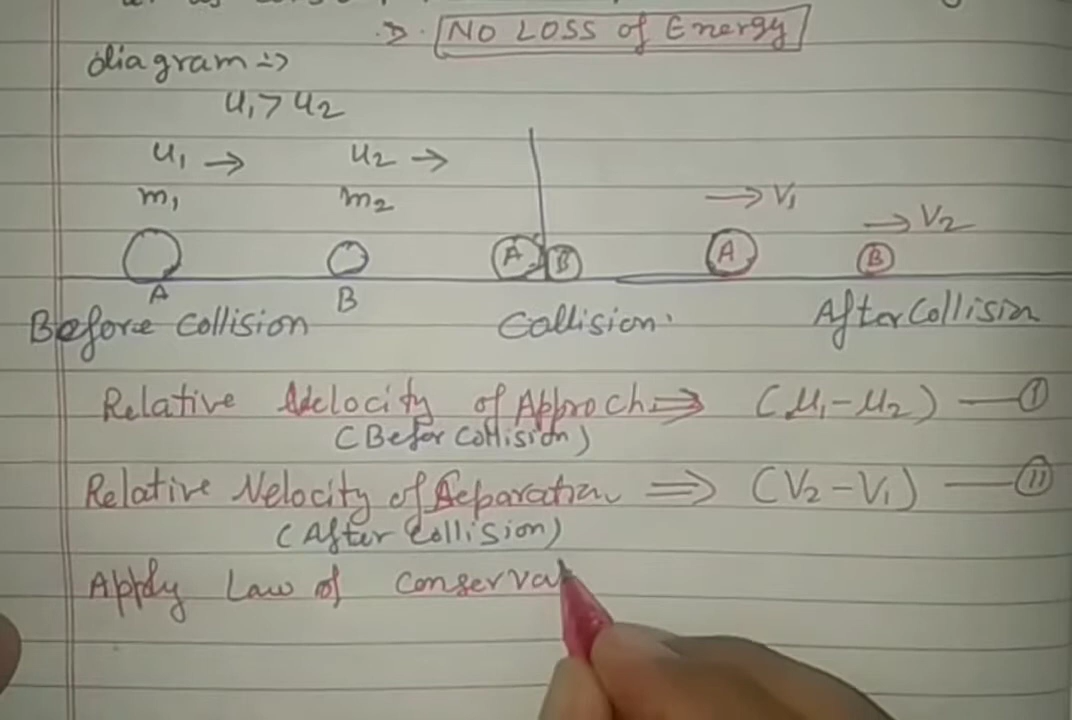 ⇒ NO LOSS of Energy
diagram ⇒
u₁ > u₂
u₁ → u₂ →
m₁ m₂
→ V₁
→ V₂
A B A B
A B
Before Collision Collision. After Collision
Relative Velocity of Approch ⇒ (u₁ - u₂) — I
(Befor Collision)
Relative Velocity of Separation ⇒ (V₂ - V₁) — II
(After Collision)
Apply Law of Conserva